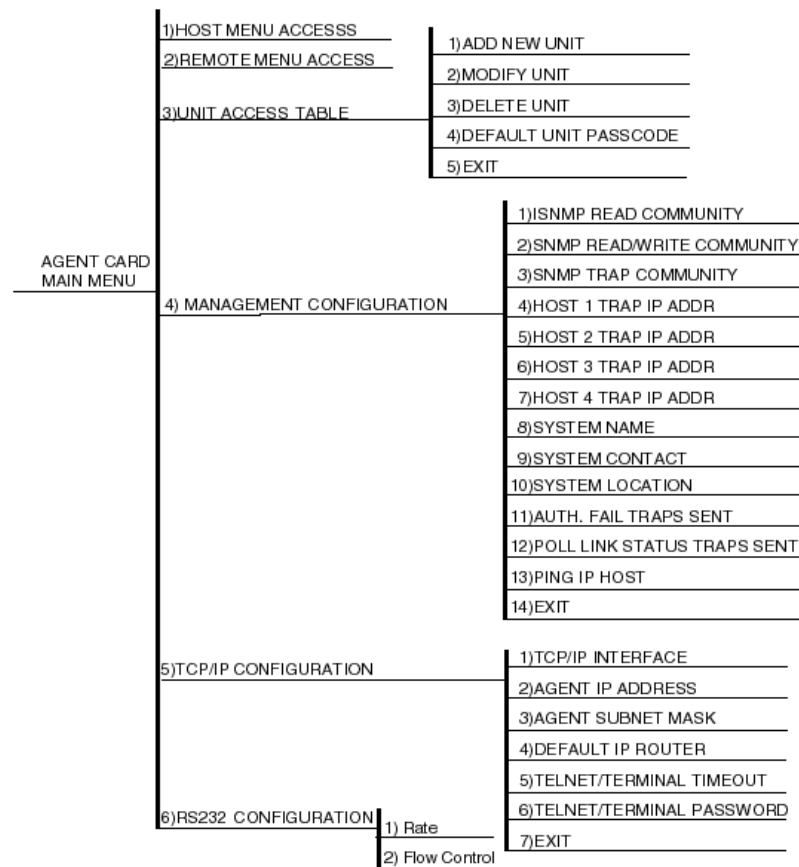 AGENT CARD
MAIN MENU
1)HOST MENU ACCESSS
2)REMOTE MENU ACCESS
3)UNIT ACCESS TABLE
1)ADD NEW UNIT
2)MODIFY UNIT
3)DELETE UNIT
4)DEFAULT UNIT PASSCODE
5)EXIT
4) MANAGEMENT CONFIGURATION
1)ISNMP READ COMMUNITY
2)SNMP READ/WRITE COMMUNITY
3)SNMP TRAP COMMUNITY
4)HOST 1 TRAP IP ADDR
5)HOST 2 TRAP IP ADDR
6)HOST 3 TRAP IP ADDR
7)HOST 4 TRAP IP ADDR
8)SYSTEM NAME
9)SYSTEM CONTACT
10)SYSTEM LOCATION
11)AUTH. FAIL TRAPS SENT
12)POLL LINK STATUS TRAPS SENT
13)PING IP HOST
14)EXIT
5)TCP/IP CONFIGURATION
1)TCP/IP INTERFACE
2)AGENT IP ADDRESS
3)AGENT SUBNET MASK
4)DEFAULT IP ROUTER
5)TELNET/TERMINAL TIMEOUT
6)TELNET/TERMINAL PASSWORD
7)EXIT
6)RS232 CONFIGURATION
1) Rate
2) Flow Control